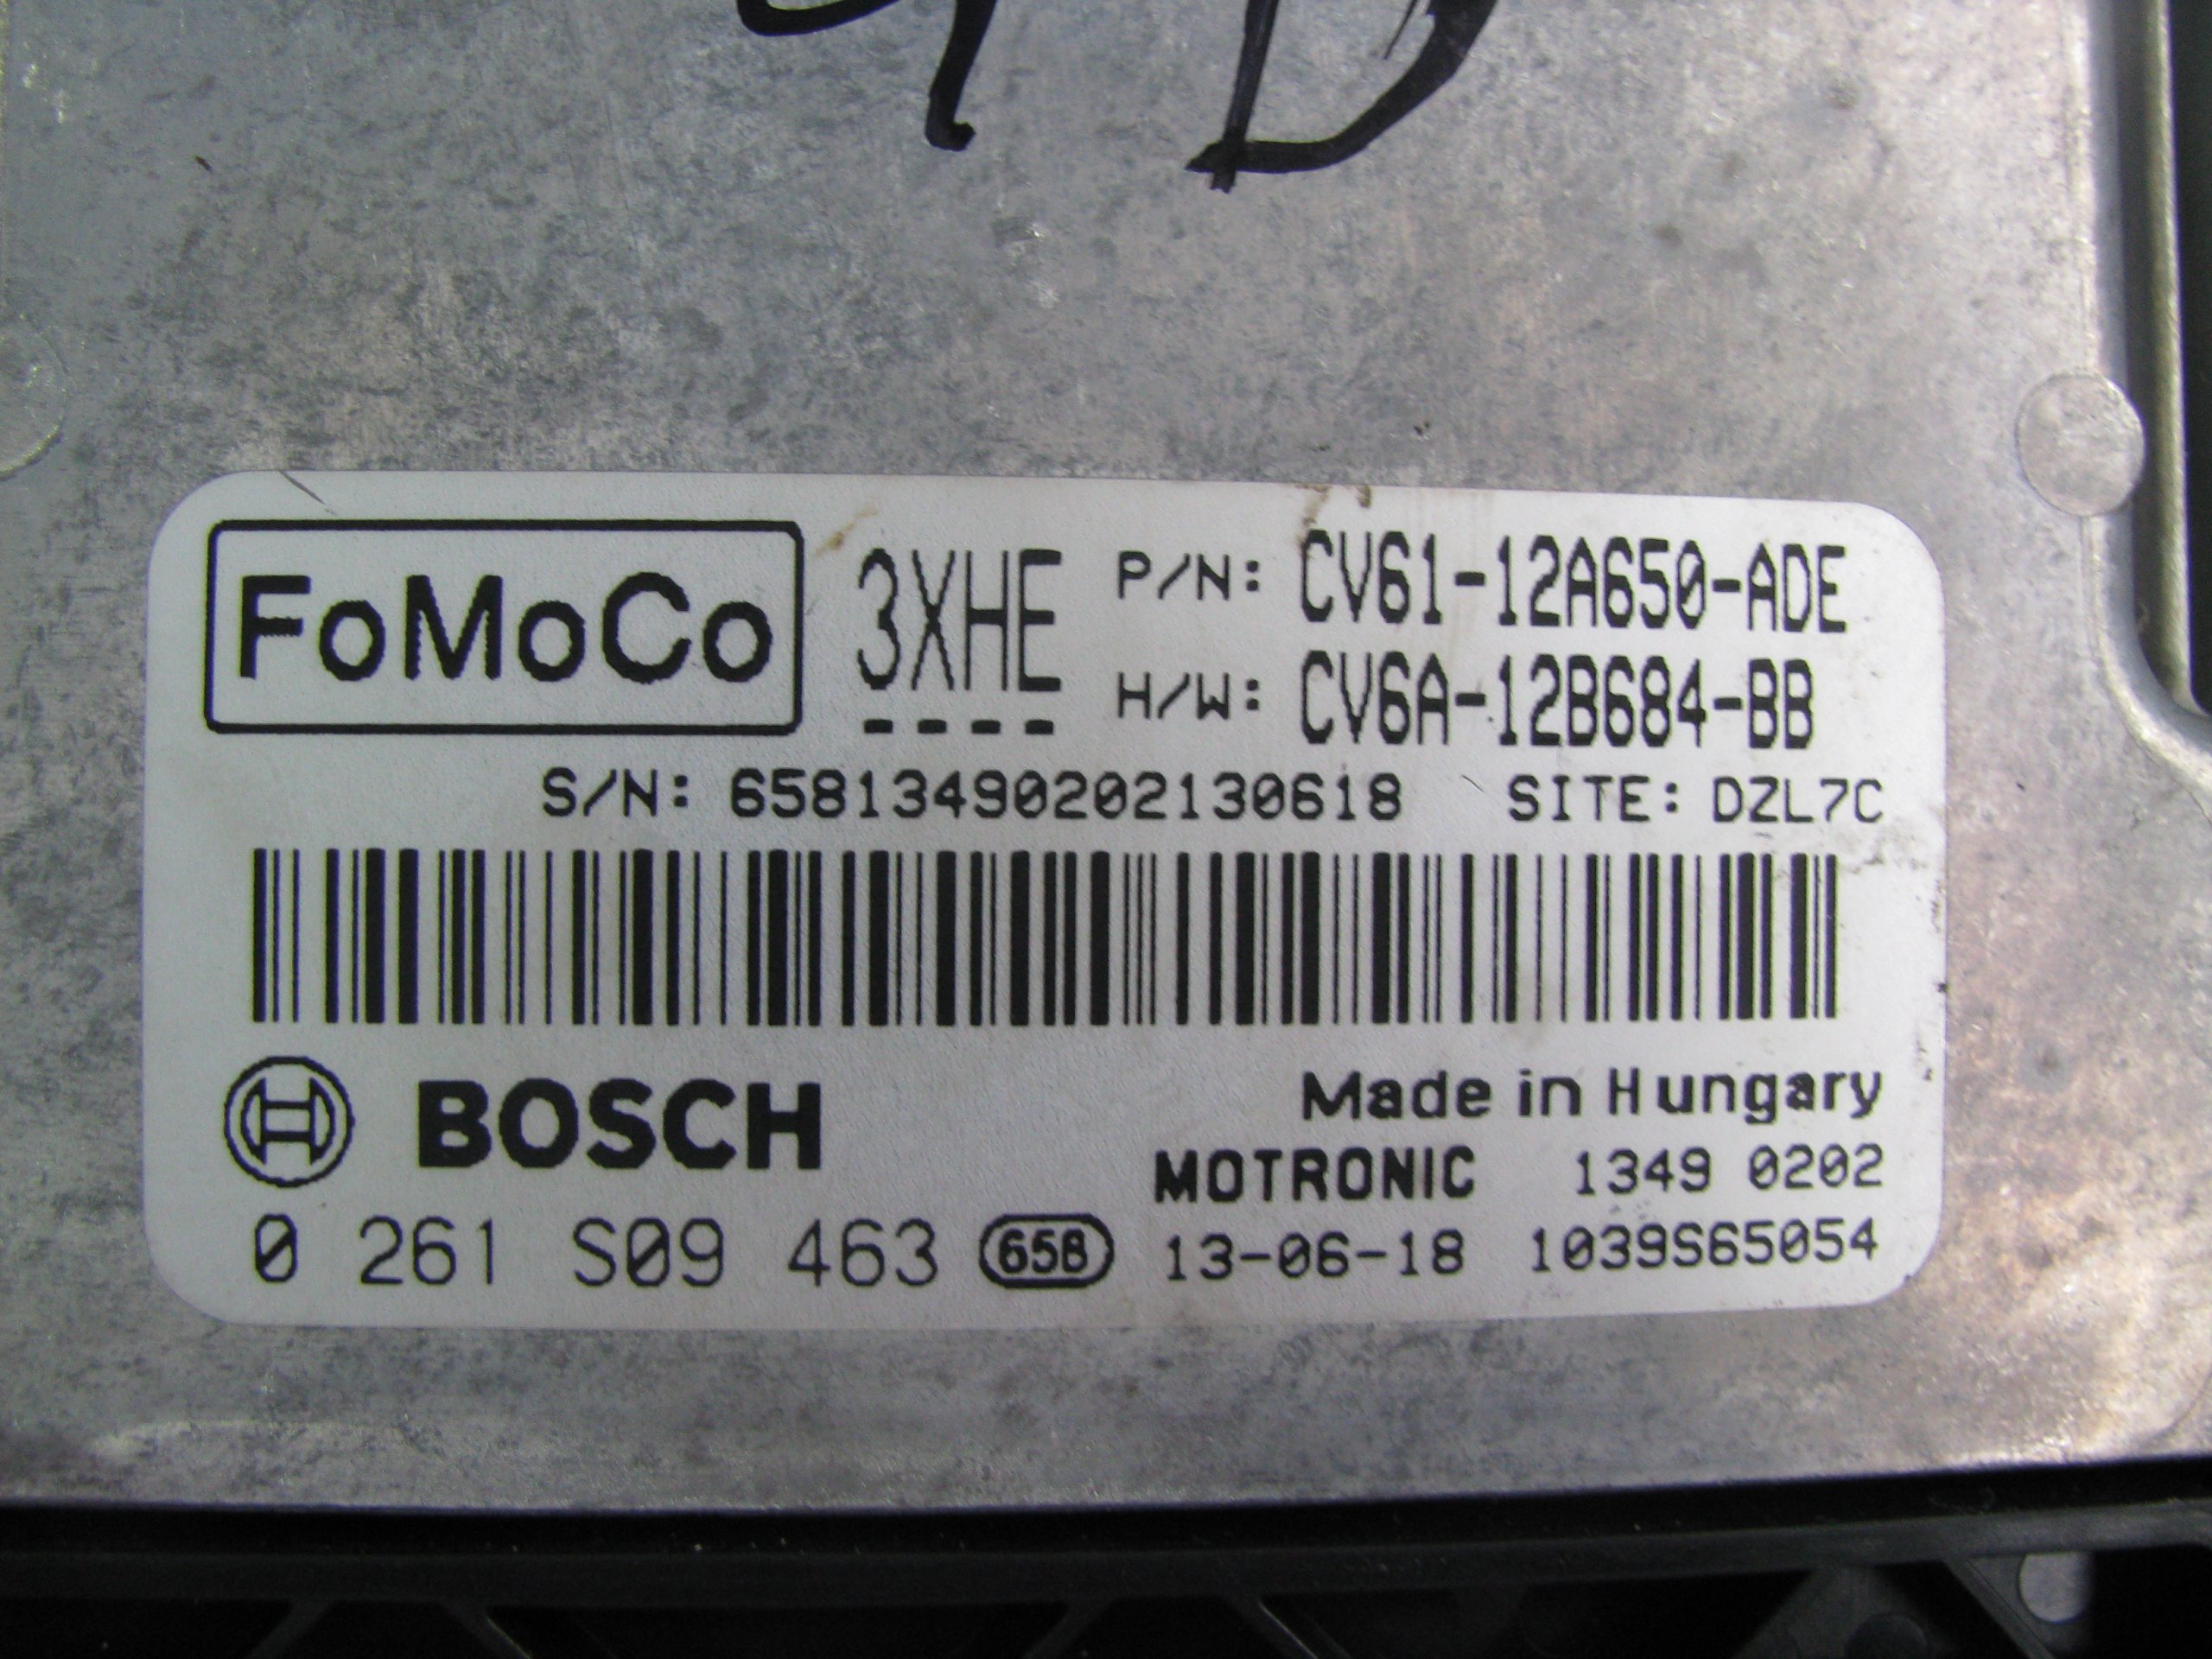 FoMoCo 3XHE P/N: CV61-12A650-ADE
---- H/W: CV6A-12B684-BB
S/N: 65813490202130618 SITE: DZL7C
BOSCH Made in Hungary
MOTRONIC 1349 0202
0 261 S09 463 658 13-06-18 1039S65054